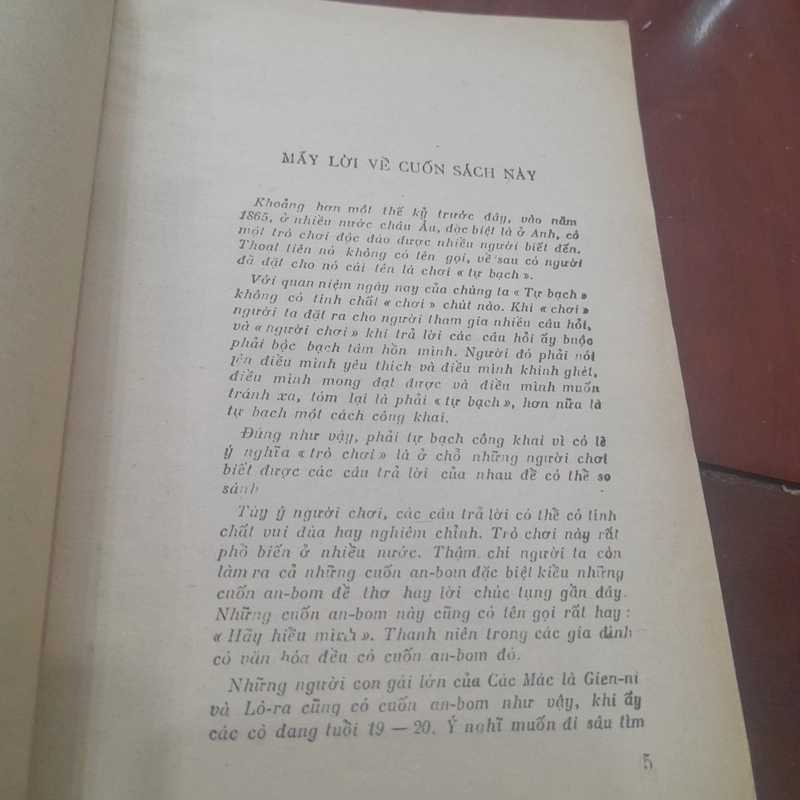 MẤY LỜI VỀ CUỐN SÁCH NÀY
Khoảng hơn một thế kỷ trước đây, vào năm
1865, ở nhiều nước châu Âu, đặc biệt là ở Anh, có
một trò chơi độc đáo được nhiều người biết đến.
Thoạt tiên nó không có tên gọi, về sau có người
đã đặt cho nó cái tên là chơi « tự bạch ».
Với quan niệm ngày nay của chúng ta « Tự bạch »
không có tính chất « chơi » chút nào. Khi « chơi »
người ta đặt ra cho người tham gia nhiều câu hỏi,
và « người chơi » khi trả lời các câu hỏi ấy buộc
phải bộc bạch tâm hồn mình. Người đó phải nói
lên điều mình yêu thích và điều mình khinh ghét,
điều mình mong đạt được và điều mình muốn
tránh xa, tóm lại là phải « tự bạch », hơn nữa là
tự bạch một cách công khai.
Đúng như vậy, phải tự bạch công khai vì có lẽ
ý nghĩa « trò chơi » là ở chỗ những người chơi
biết được các câu trả lời của nhau để có thể so
sánh
Tùy ý người chơi, các câu trả lời có thể có tính
chất vui đùa hay nghiêm chỉnh. Trò chơi này rất
phổ biến ở nhiều nước. Thậm chí người ta còn
làm ra cả những cuốn an-bom đặc biệt kiểu những
cuốn an-bom đề thơ hay lời chúc tụng gần đây.
Những cuốn an-bom này cũng có tên gọi rất hay :
« Hãy hiểu mình ». Thanh niên trong các gia đình
có văn hóa đều có cuốn an-bom đó.
Những người con gái lớn của Các Mác là Gien-ni
và Lô-ra cũng có cuốn an-bom như vậy, khi ấy
các cô đang tuổi 19 — 20. Ý nghĩ muốn đi sâu tìm
5